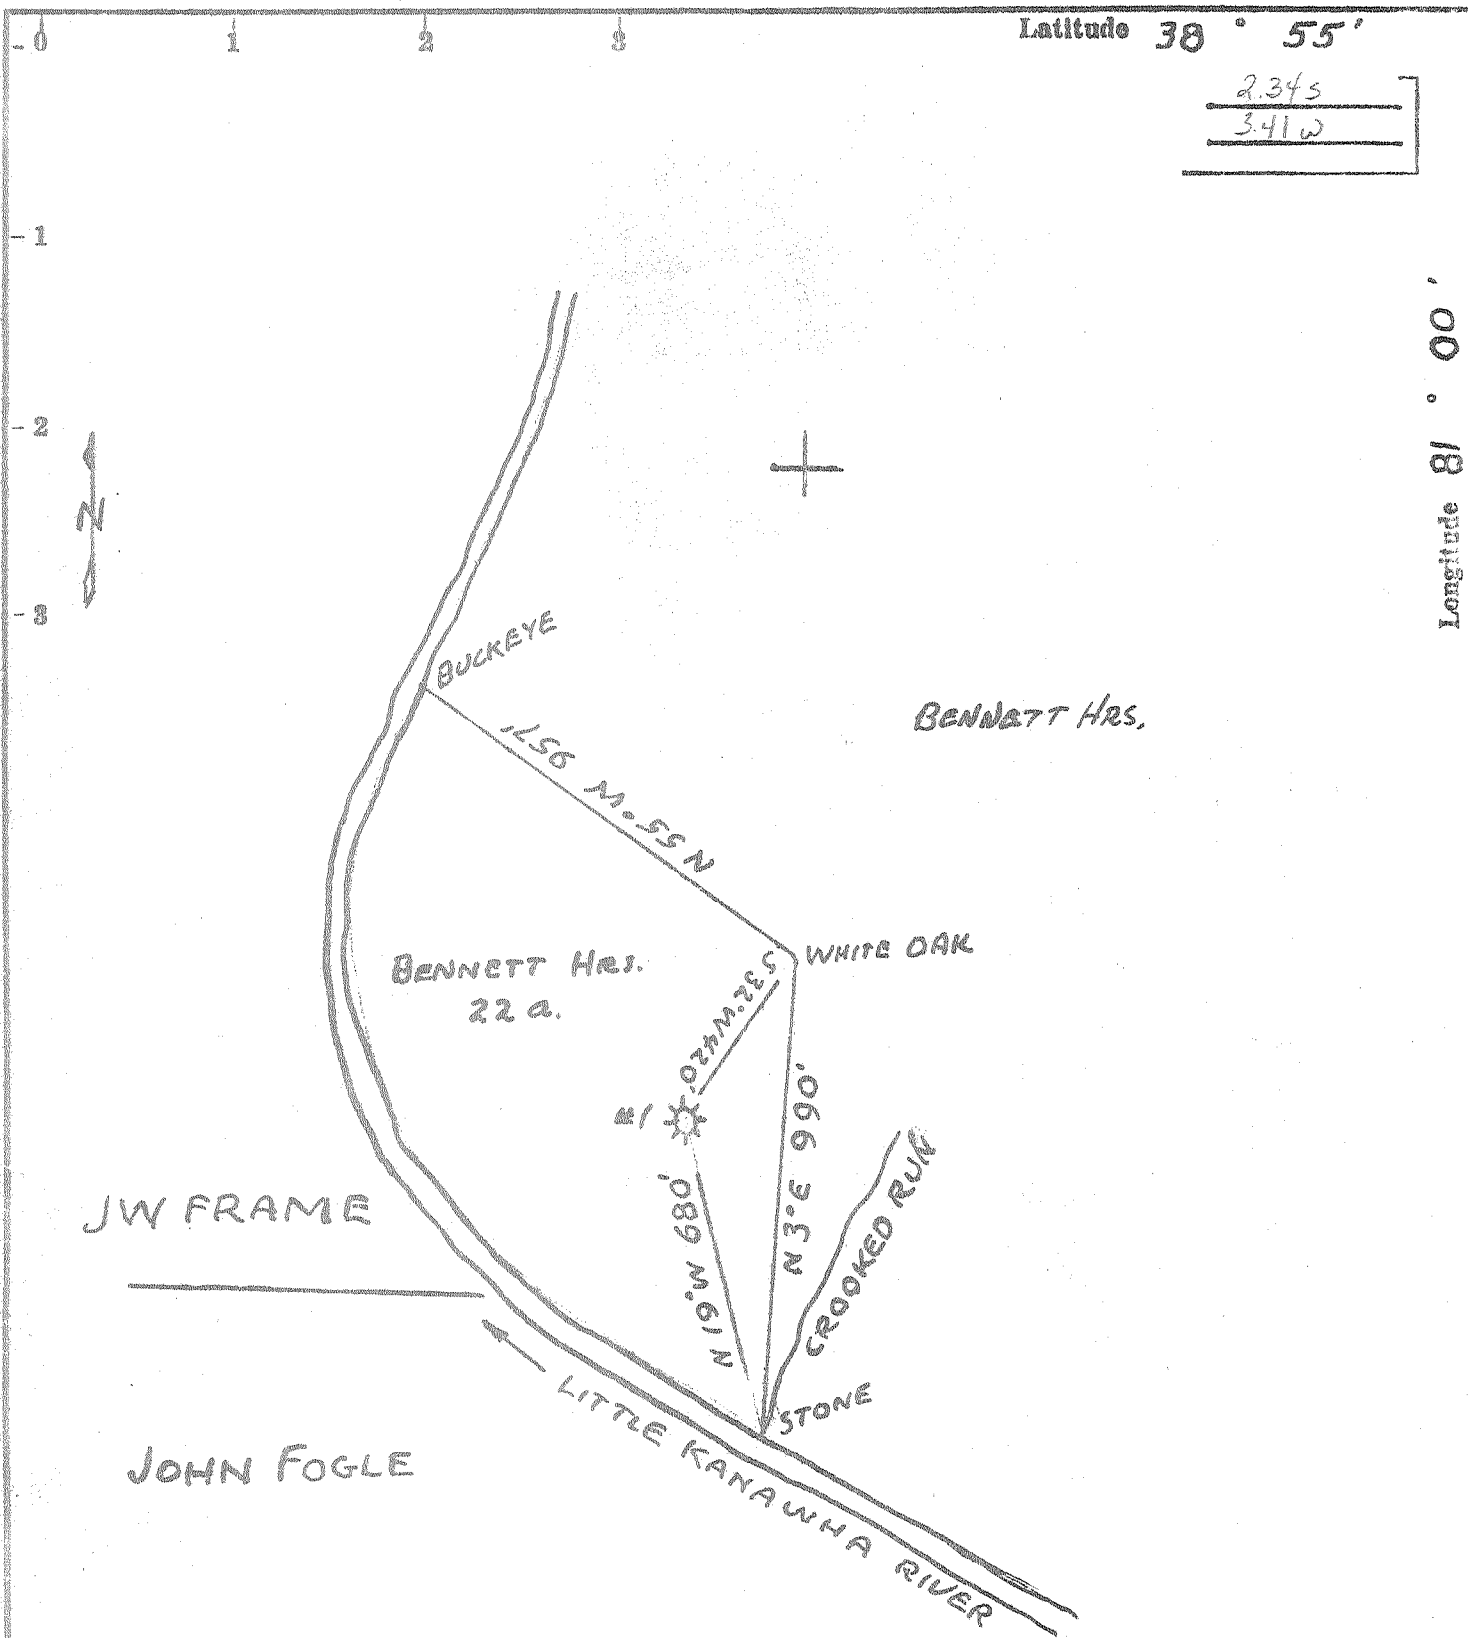 0 1 2 3
Latitude 38 ° 55 '
2.34 s
3.41 w
1
2
3
Longitude 81 ° 00 '
N
BUCKEYE
BENNETT HRS.
N 55° W 957'
WHITE OAK
BENNETT HRS.
22 a.
S 32° W 420'
#1
N 3° E 990'
N 19° W 680'
CROOKED RUN
JW FRAME
STONE
LITTLE KANAWHA RIVER
JOHN FOGLE